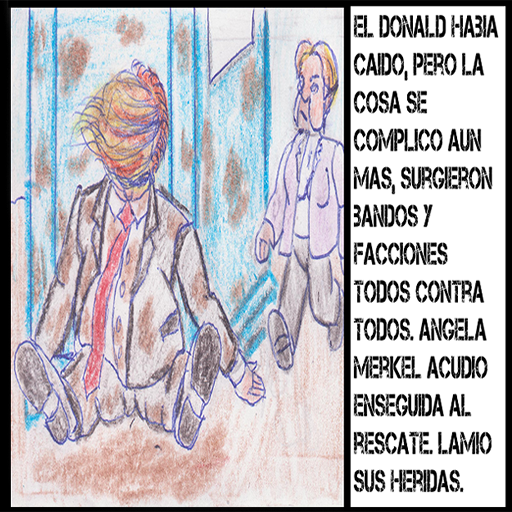 EL DONALD HABIA
CAIDO, PERO LA
COSA SE
COMPLICO AUN
MAS, SURGIERON
BANDOS Y
FACCIONES
TODOS CONTRA
TODOS. ANGELA
MERKEL ACUDIO
ENSEGUIDA AL
RESCATE. LAMIO
SUS HERIDAS.